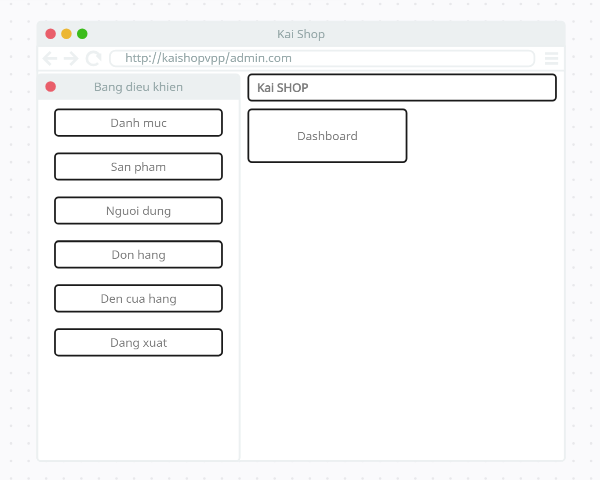 Kai Shop
http://kaishopvpp/admin.com
Bang dieu khien
Danh muc
San pham
Nguoi dung
Don hang
Den cua hang
Dang xuat
Kai SHOP
Dashboard